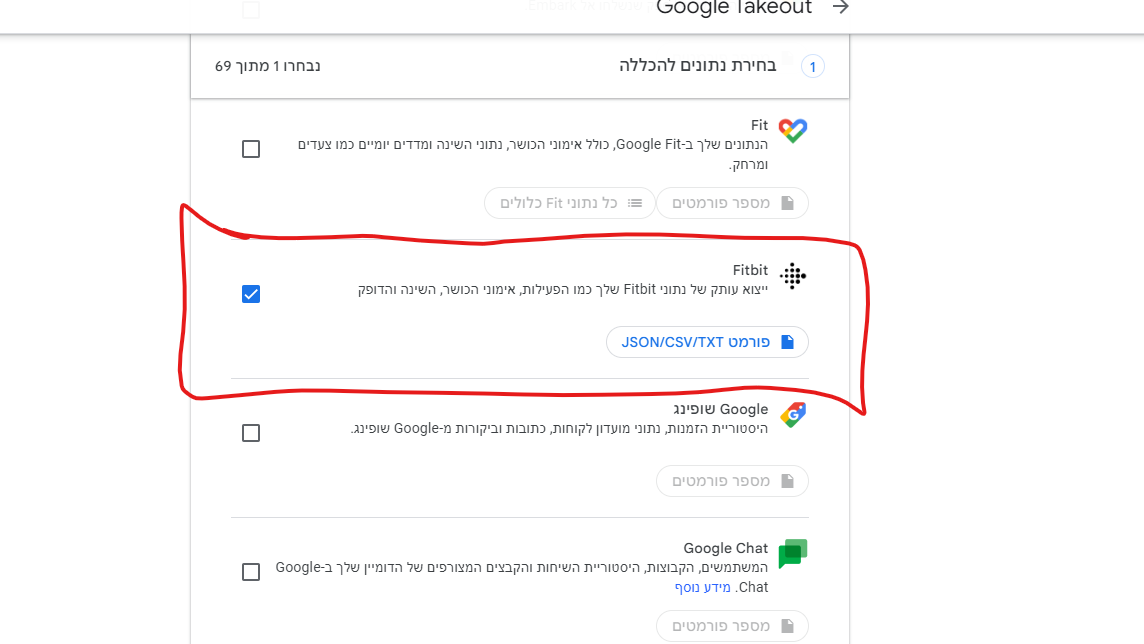 Google Takeout
1 בחירת נתונים להכללה
נבחרו 1 מתוך 69
Fit
הנתונים שלך ב-Google Fit, כולל אימוני הכושר, נתוני השינה ומדדים יומיים כמו צעדים
ומרחק.
מספר פורמטים
כל נתוני Fit כלולים
Fitbit
ייצוא עותק של נתוני Fitbit שלך כמו הפעילות, אימוני הכושר, השינה והדופק
פורמט JSON/CSV/TXT
Google שופינג
היסטוריית הזמנות, נתוני מועדון לקוחות, כתובות וביקורות מ-Google שופינג.
מספר פורמטים
Google Chat
המשתמשים, הקבוצות, היסטוריית השיחות והקבצים המצורפים של הדומיין שלך ב-Google
Chat. מידע נוסף
מספר פורמטים